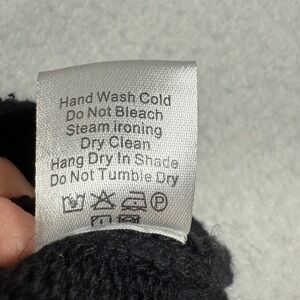 Hand Wash Cold
Do Not Bleach
Steam ironing
Dry Clean
Hang Dry In Shade
Do Not Tumble Dry
P